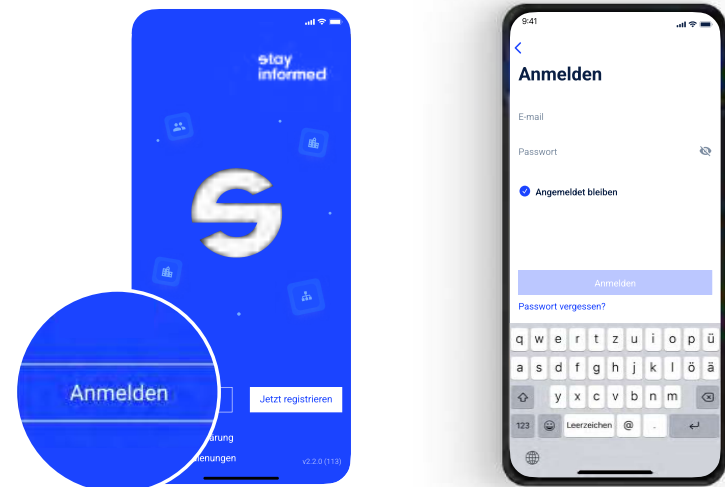 stay
informed
Anmelden
Jetzt registrieren
v2.2.0 (113)
9:41
Anmelden
E-mail
Passwort
Angemeldet bleiben
Anmelden
Passwort vergessen?
q w e r t z u i o p ü
a s d f g h j k l ö ä
y x c v b n m
123 Leerzeichen @ .